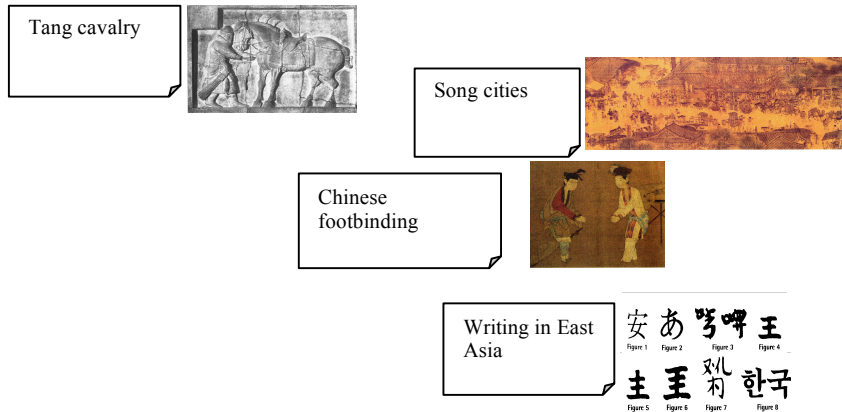 Tang cavalry
Song cities
Chinese
footbinding
Writing in East
Asia
安 あ 王
Figure 1 Figure 2 Figure 3 Figure 4
主 한국
Figure 5 Figure 6 Figure 7 Figure 8